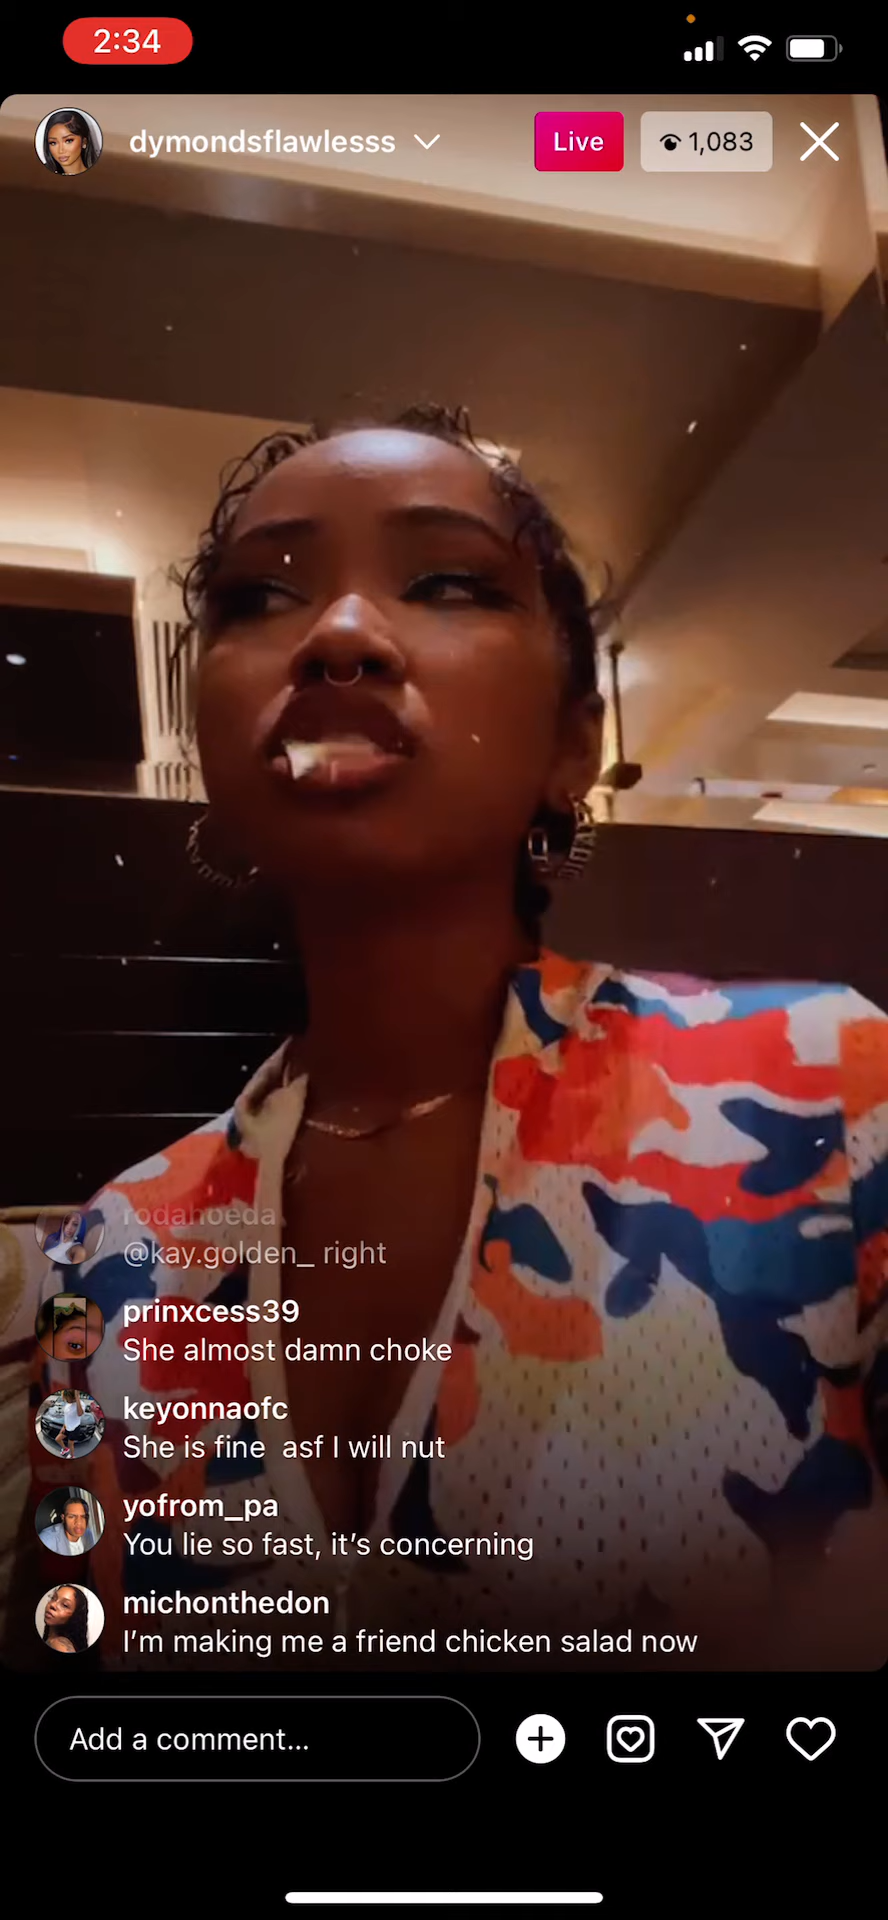 2:34
dymondsflawlesss
Live
1,083
rodahoeda
@kay.golden_ right
prinxcess39
She almost damn choke
keyonnaofc
She is fine  asf I will nut
yofrom_pa
You lie so fast, it’s concerning
michonthedon
I’m making me a friend chicken salad now
Add a comment...